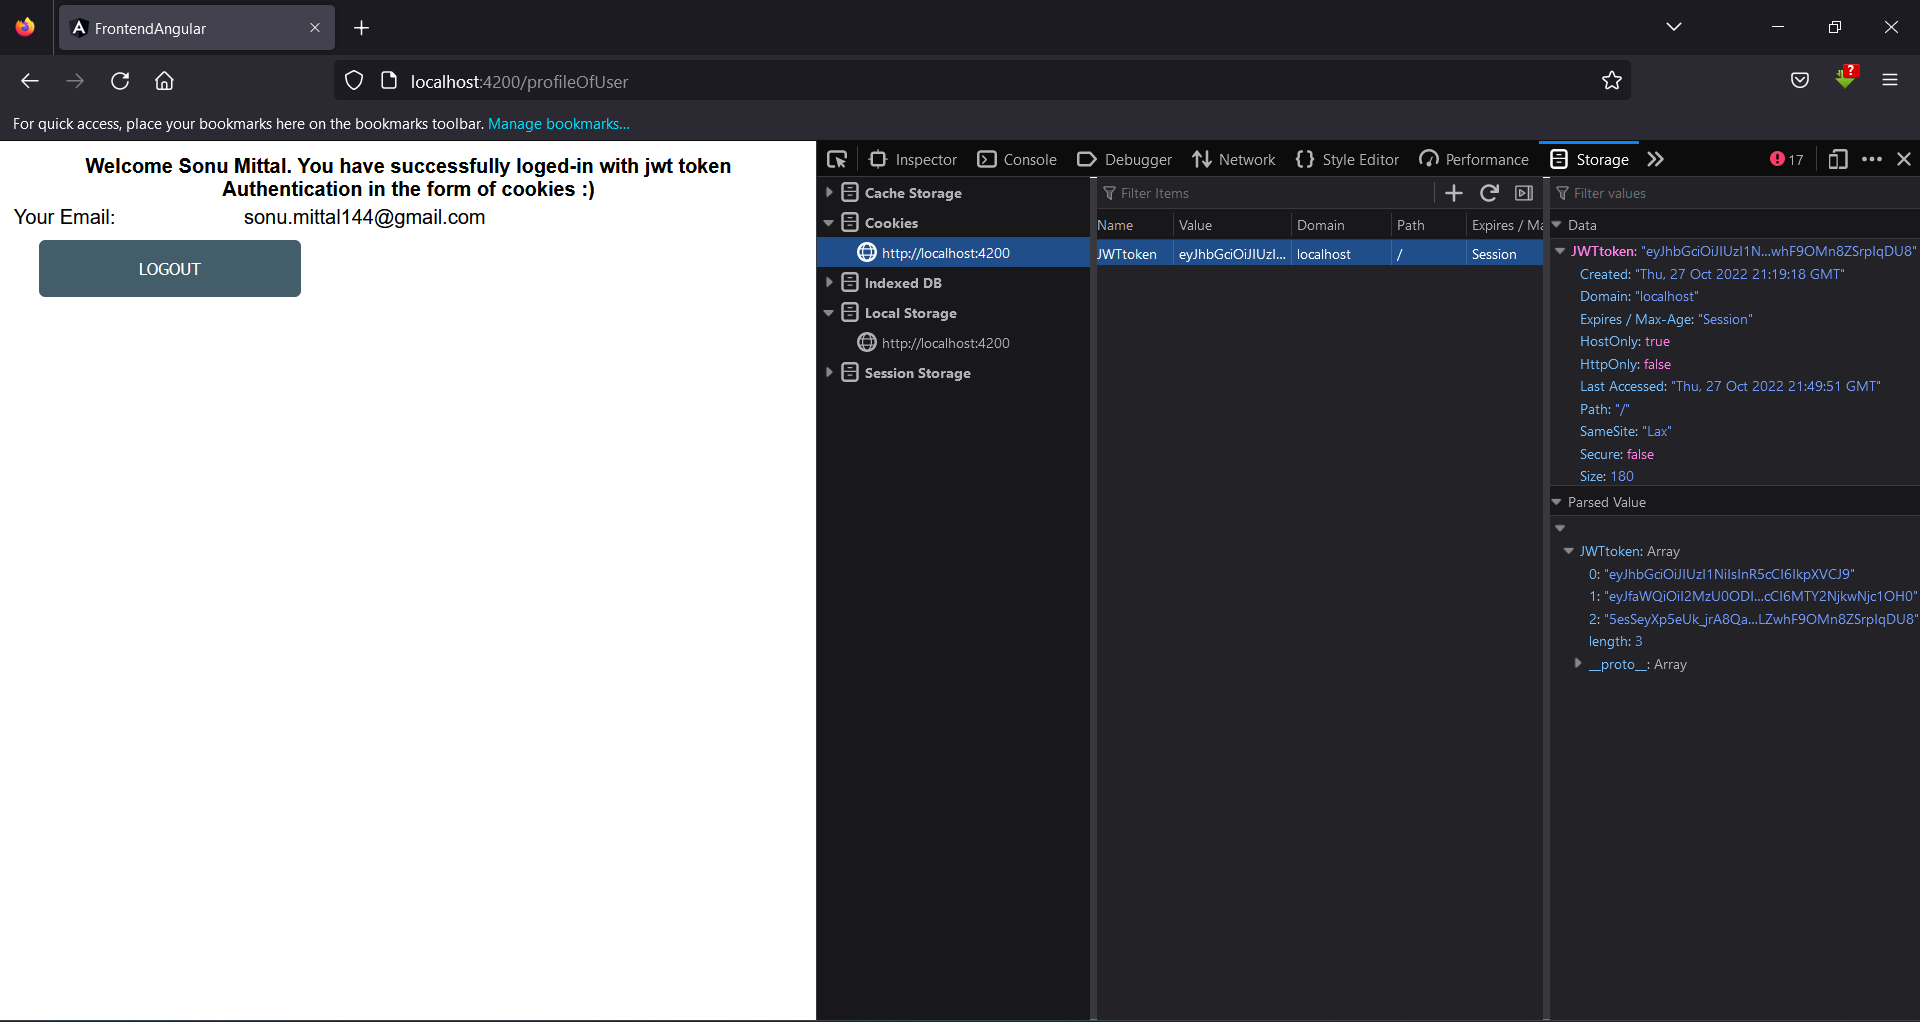 FrontendAngular
localhost:4200/profileOfUser
?
For quick access, place your bookmarks here on the bookmarks toolbar. Manage bookmarks...
Welcome Sonu Mittal. You have successfully loged-in with jwt token
Authentication in the form of cookies :)
Your Email: sonu.mittal144@gmail.com
LOGOUT
Inspector Console Debugger Network Style Editor Performance Storage 17
Cache Storage
Cookies
http://localhost:4200
Indexed DB
Local Storage
http://localhost:4200
Session Storage
Filter Items
Name Value Domain Path Expires / Ma
JWTtoken eyJhbGciOiJIUzI... localhost / Session
Filter values
Data
JWTtoken: "eyJhbGciOiJIUzI1N...whF9OMn8ZSrpIqDU8"
Created: "Thu, 27 Oct 2022 21:19:18 GMT"
Domain: "localhost"
Expires / Max-Age: "Session"
HostOnly: true
HttpOnly: false
Last Accessed: "Thu, 27 Oct 2022 21:49:51 GMT"
Path: "/"
SameSite: "Lax"
Secure: false
Size: 180
Parsed Value
JWTtoken: Array
0: "eyJhbGciOiJIUzI1NiIsInR5cCI6IkpXVCJ9"
1: "eyJfaWQiOiI2MzU0ODI...cCI6MTY2NjkwNjc1OH0"
2: "5esSeyXp5eUk_jrA8Qa...LZwhF9OMn8ZSrpIqDU8"
length: 3
__proto__: Array